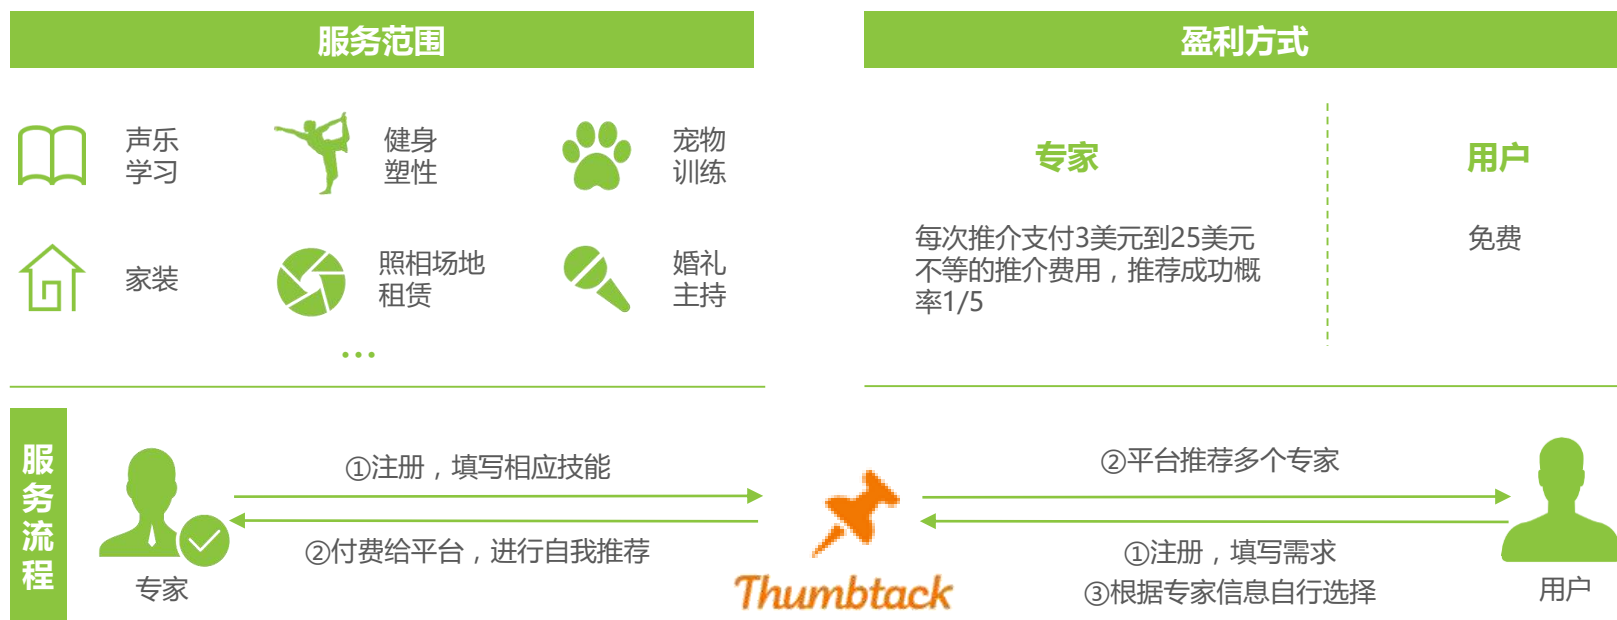 服务范围
声乐
学习
健身
塑性
宠物
训练
家装
照相场地
租赁
婚礼
主持
...
盈利方式
专家
每次推介支付3美元到25美元
不等的推介费用，推荐成功概
率1/5
用户
免费
服务流程
①注册，填写相应技能
②付费给平台，进行自我推荐
专家
Thumbtack
②平台推荐多个专家
①注册，填写需求
③根据专家信息自行选择
用户